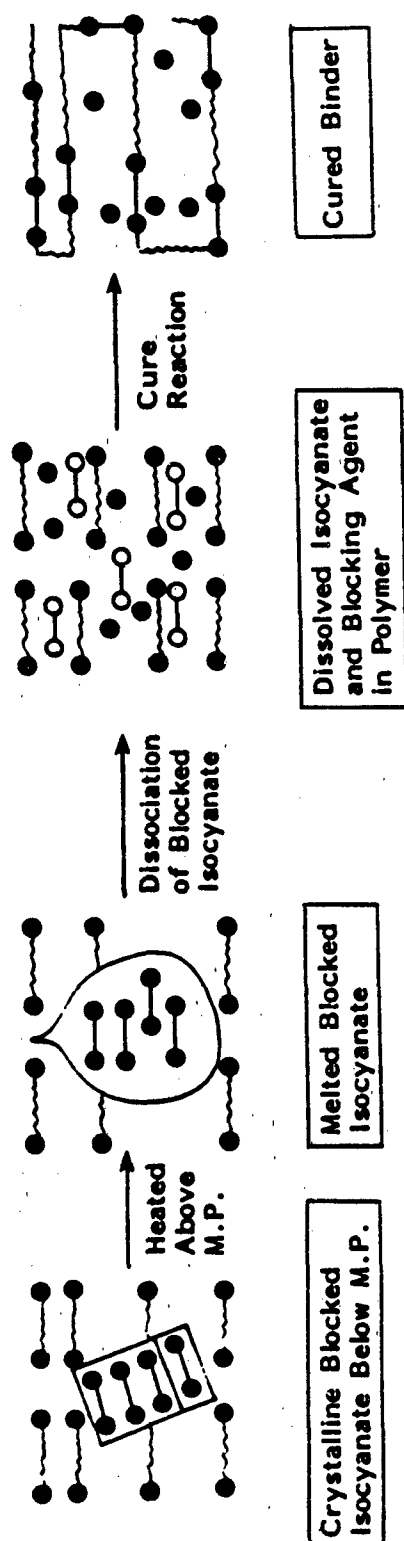 Crystalline Blocked
Isocyanate Below M.P.
Heated
Above
M.P.
Melted Blocked
Isocyanate
Dissociation
of Blocked
Isocyanate
Dissolved Isocyanate
and Blocking Agent
in Polymer
Cure
Reaction
Cured Binder